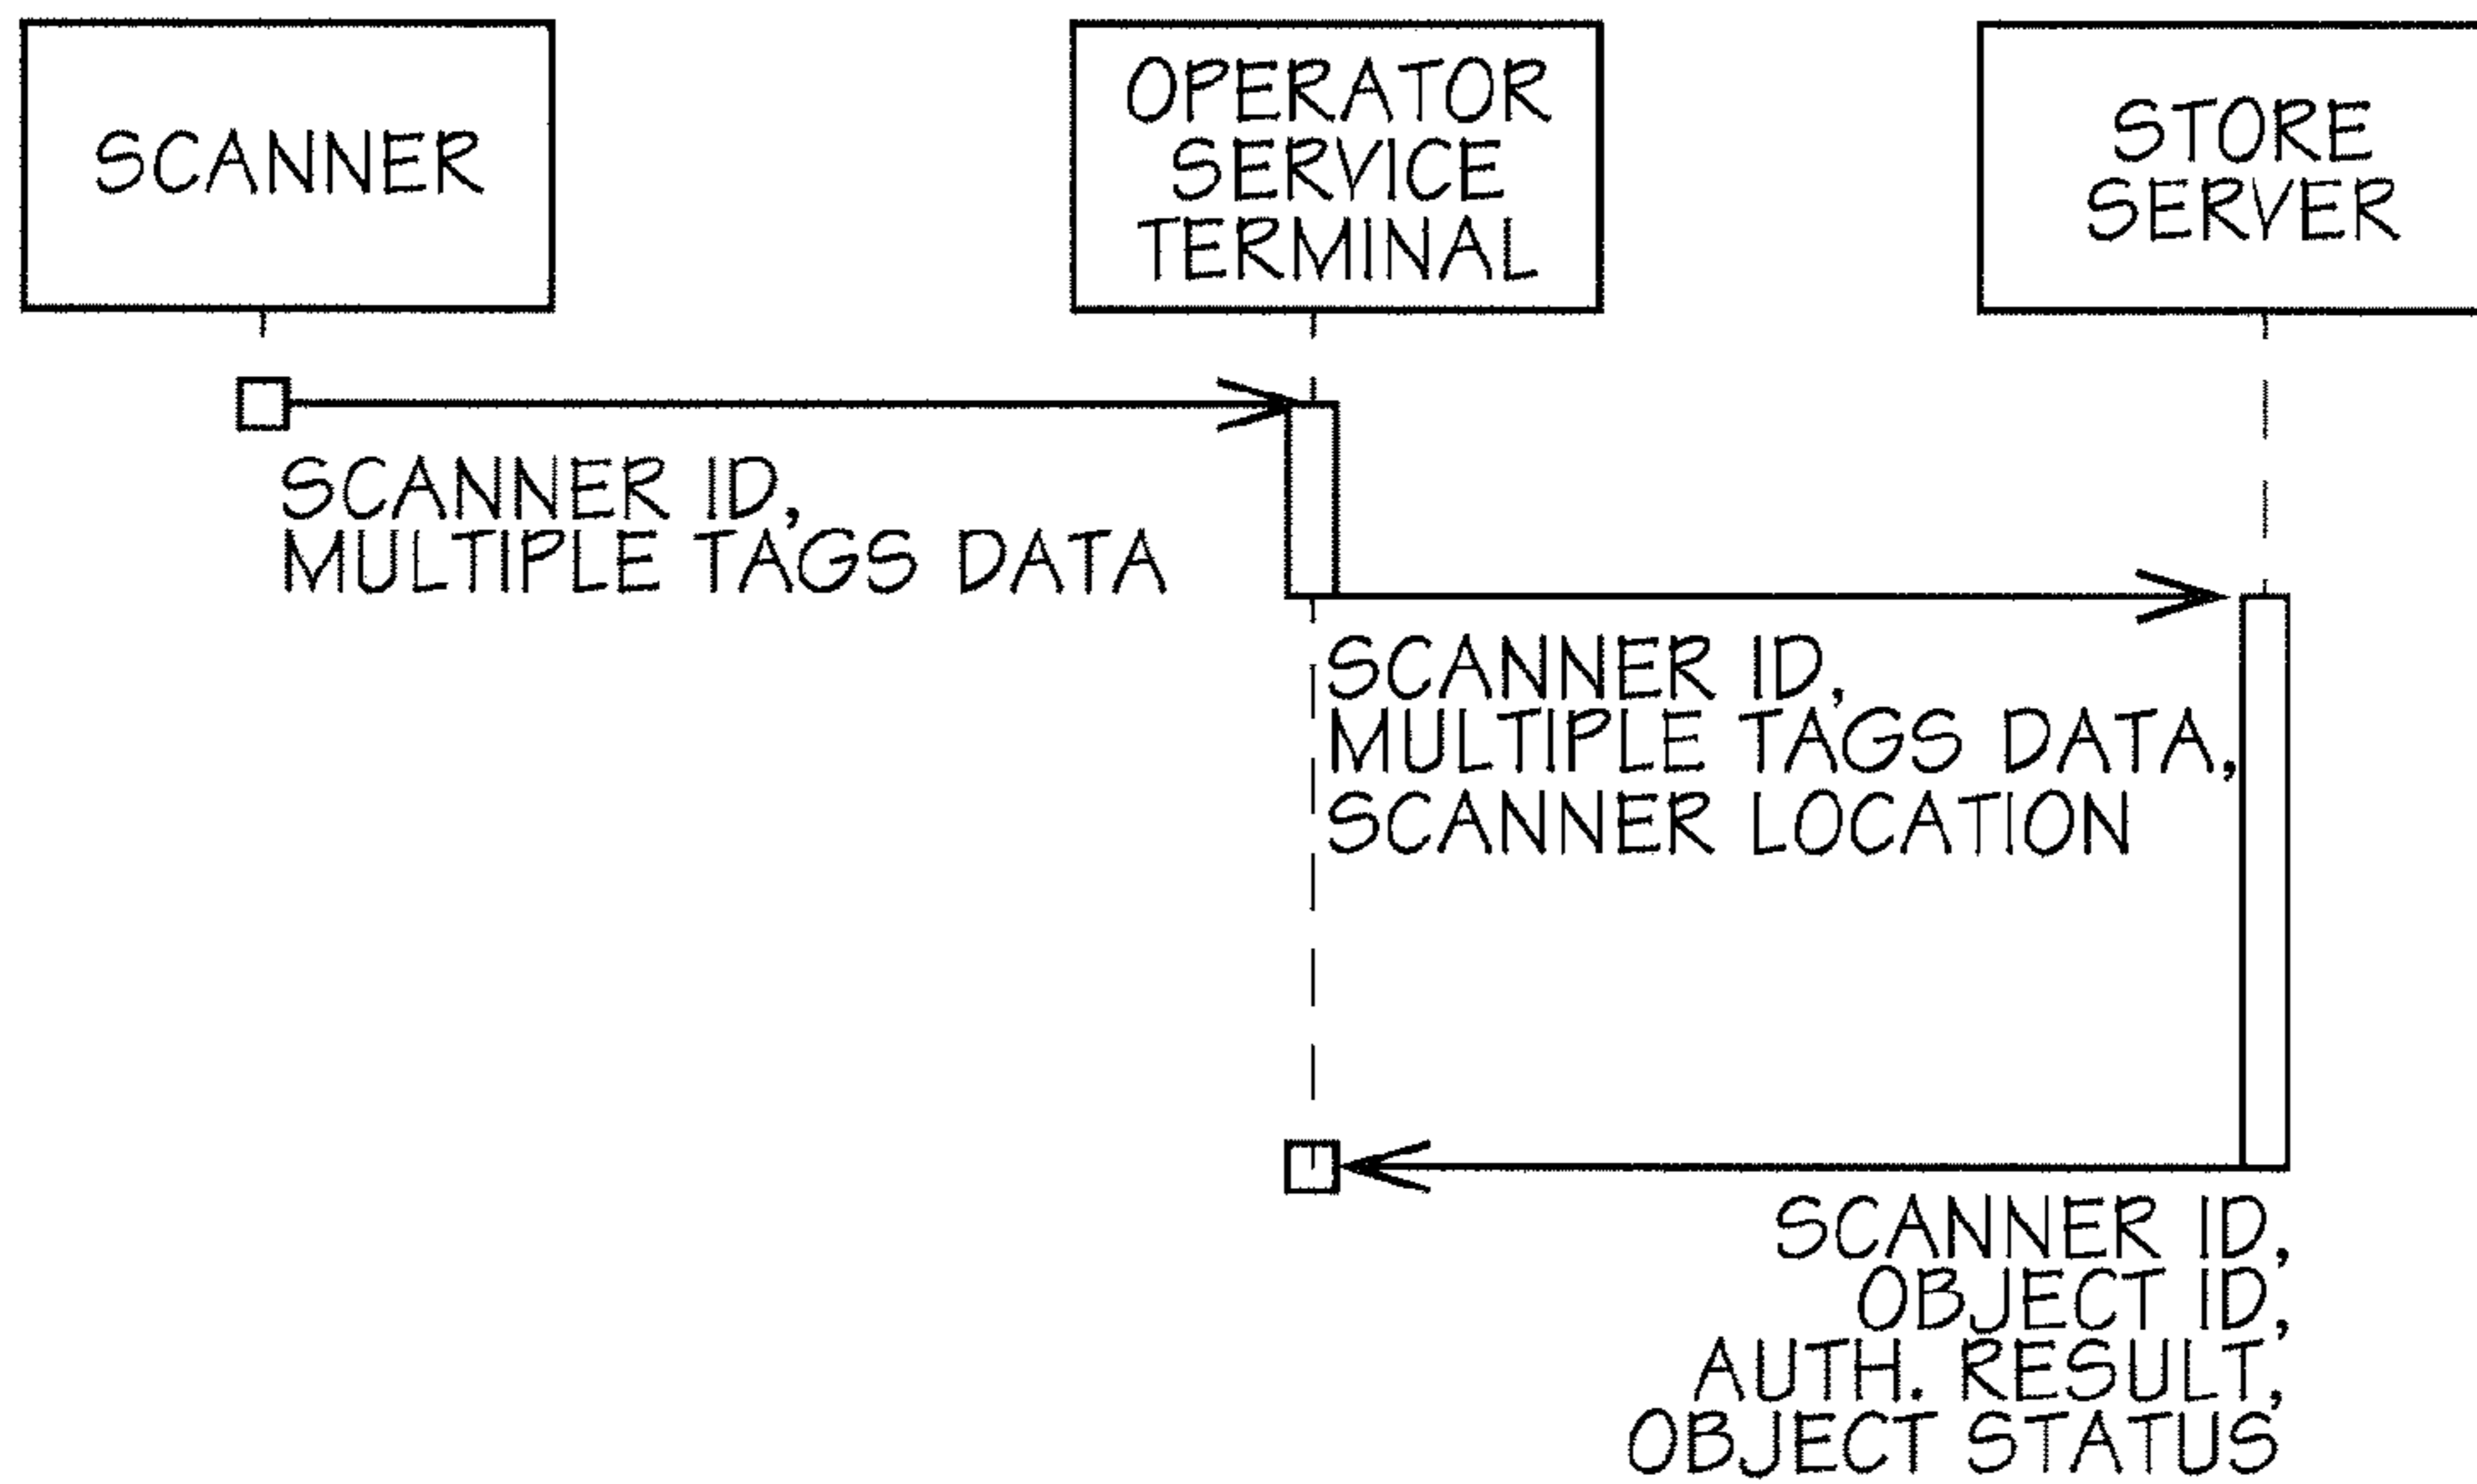 SCANNER
OPERATOR
SERVICE
TERMINAL
STORE
SERVER
SCANNER ID,
MULTIPLE TAGS DATA
SCANNER ID,
MULTIPLE TAGS DATA,
SCANNER LOCATION
SCANNER ID,
OBJECT ID,
AUTH. RESULT,
OBJECT STATUS